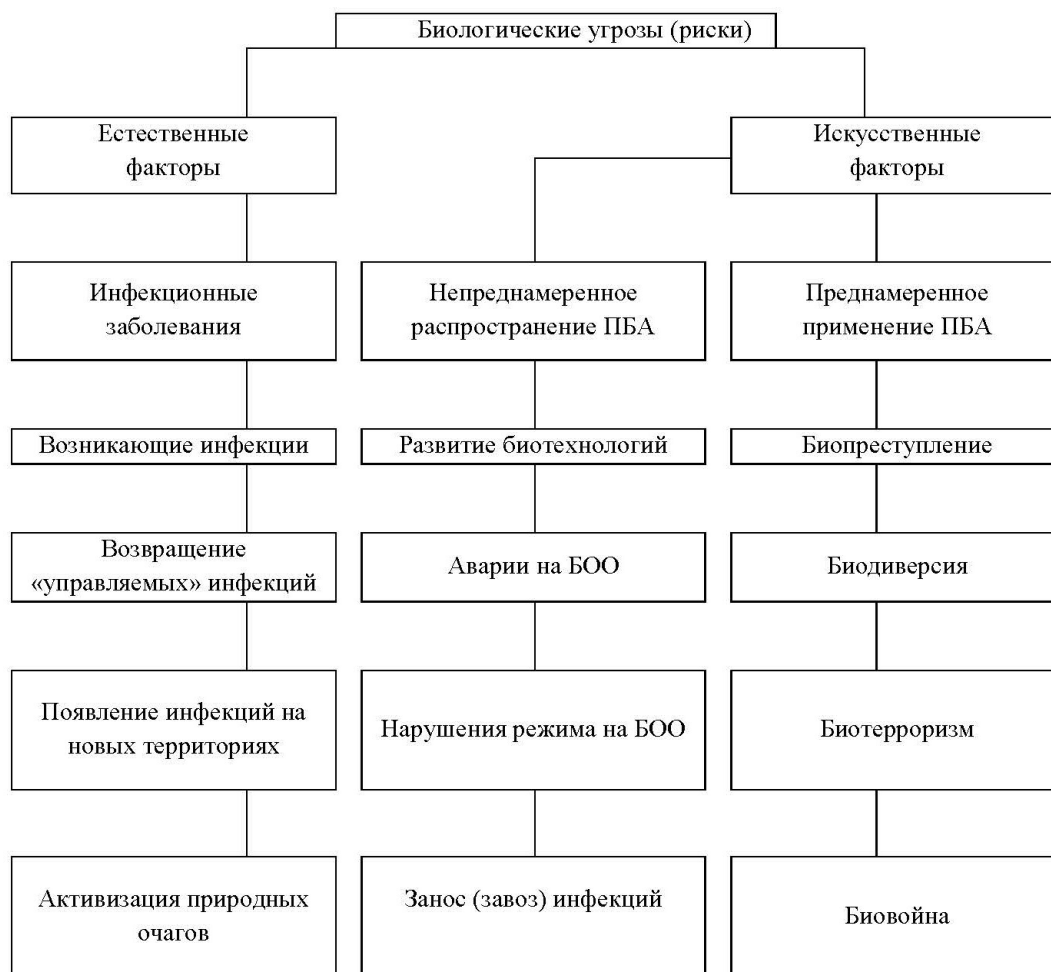 Биологические угрозы (риски)
Естественные
факторы
Искусственные
факторы
Инфекционные
заболевания
Непреднамеренное
распространение ПБА
Преднамеренное
применение ПБА
Возникающие инфекции
Развитие биотехнологий
Биопреступление
Возвращение
«управляемых» инфекций
Аварии на БОО
Биодиверсия
Появление инфекций на
новых территориях
Нарушения режима на БОО
Биотерроризм
Активизация природных
очагов
Занос (завоз) инфекций
Биовойна